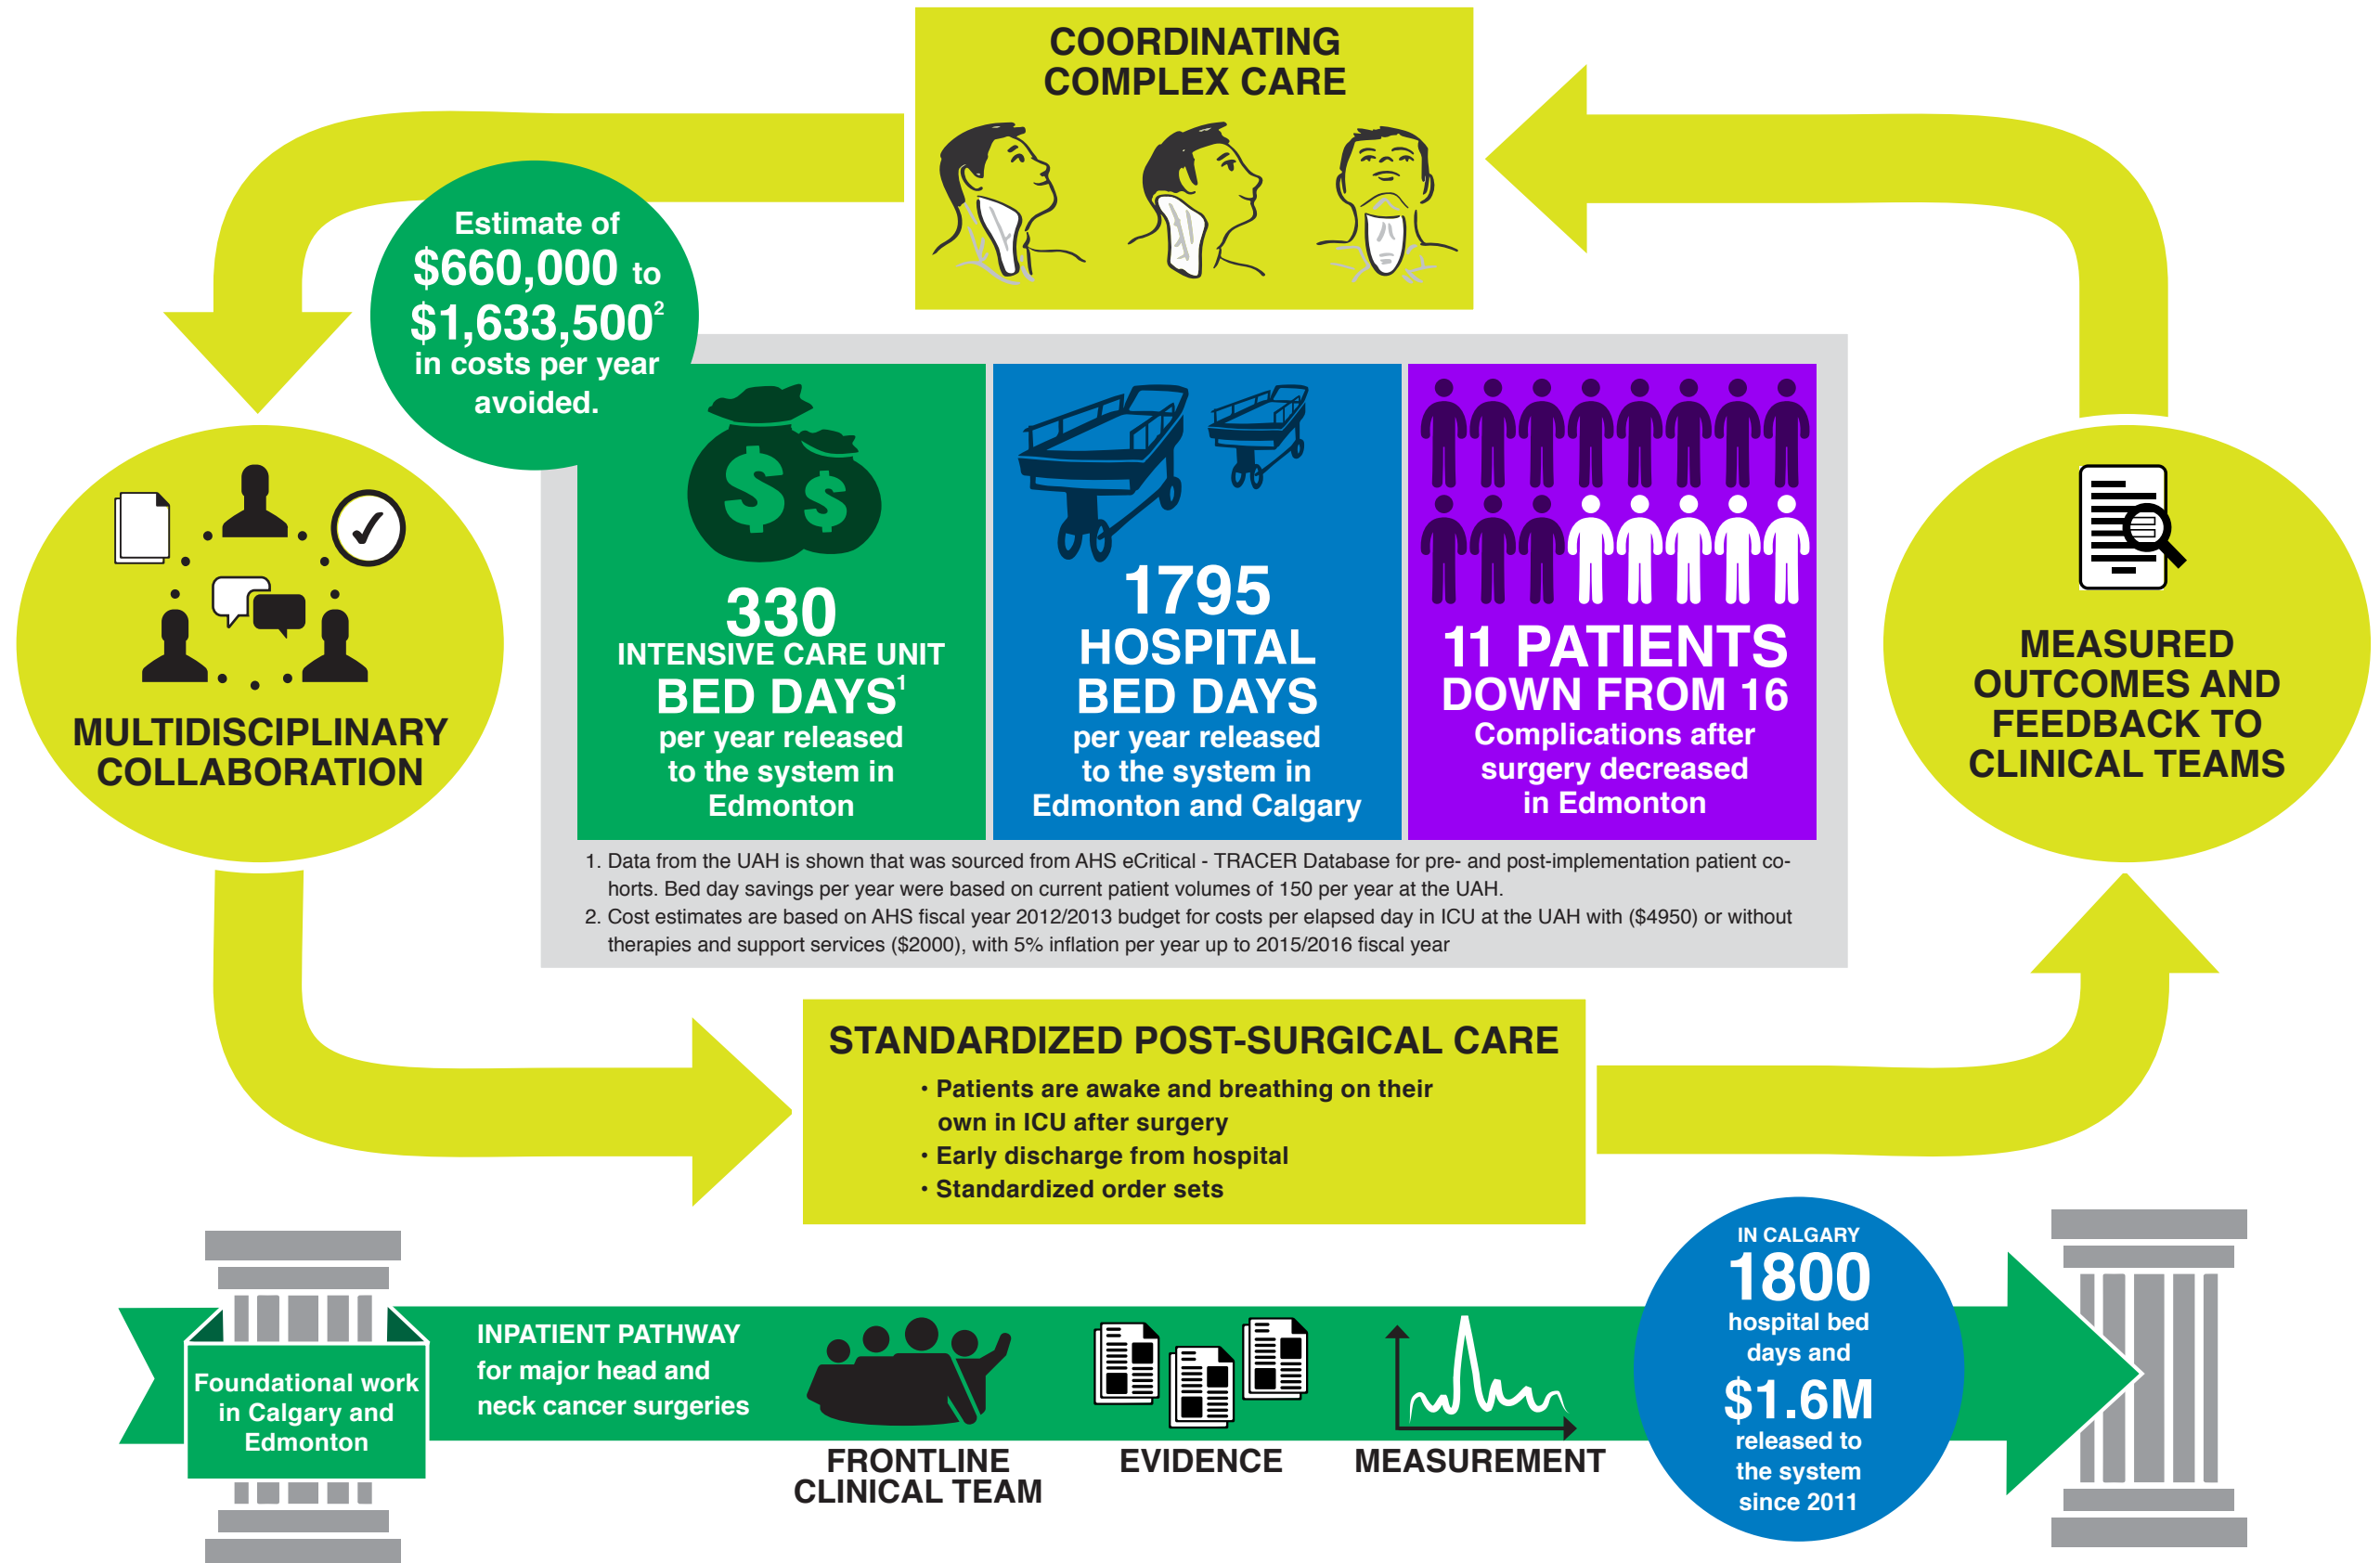 COORDINATING
COMPLEX CARE
Estimate of
$660,000 to
$1,633,500²
in costs per year
avoided.
MULTIDISCIPLINARY
COLLABORATION
330
INTENSIVE CARE UNIT
BED DAYS¹
per year released
to the system in
Edmonton
1795
HOSPITAL
BED DAYS
per year released
to the system in
Edmonton and Calgary
11 PATIENTS
DOWN FROM 16
Complications after
surgery decreased
in Edmonton
MEASURED
OUTCOMES AND
FEEDBACK TO
CLINICAL TEAMS
1. Data from the UAH is shown that was sourced from AHS eCritical - TRACER Database for pre- and post-implementation patient co-
horts. Bed day savings per year were based on current patient volumes of 150 per year at the UAH.
2. Cost estimates are based on AHS fiscal year 2012/2013 budget for costs per elapsed day in ICU at the UAH with ($4950) or without
therapies and support services ($2000), with 5% inflation per year up to 2015/2016 fiscal year
STANDARDIZED POST-SURGICAL CARE
· Patients are awake and breathing on their
own in ICU after surgery
· Early discharge from hospital
· Standardized order sets
Foundational work
in Calgary and
Edmonton
INPATIENT PATHWAY
for major head and
neck cancer surgeries
FRONTLINE
CLINICAL TEAM
EVIDENCE
MEASUREMENT
IN CALGARY
1800
hospital bed
days and
$1.6M
released to
the system
since 2011